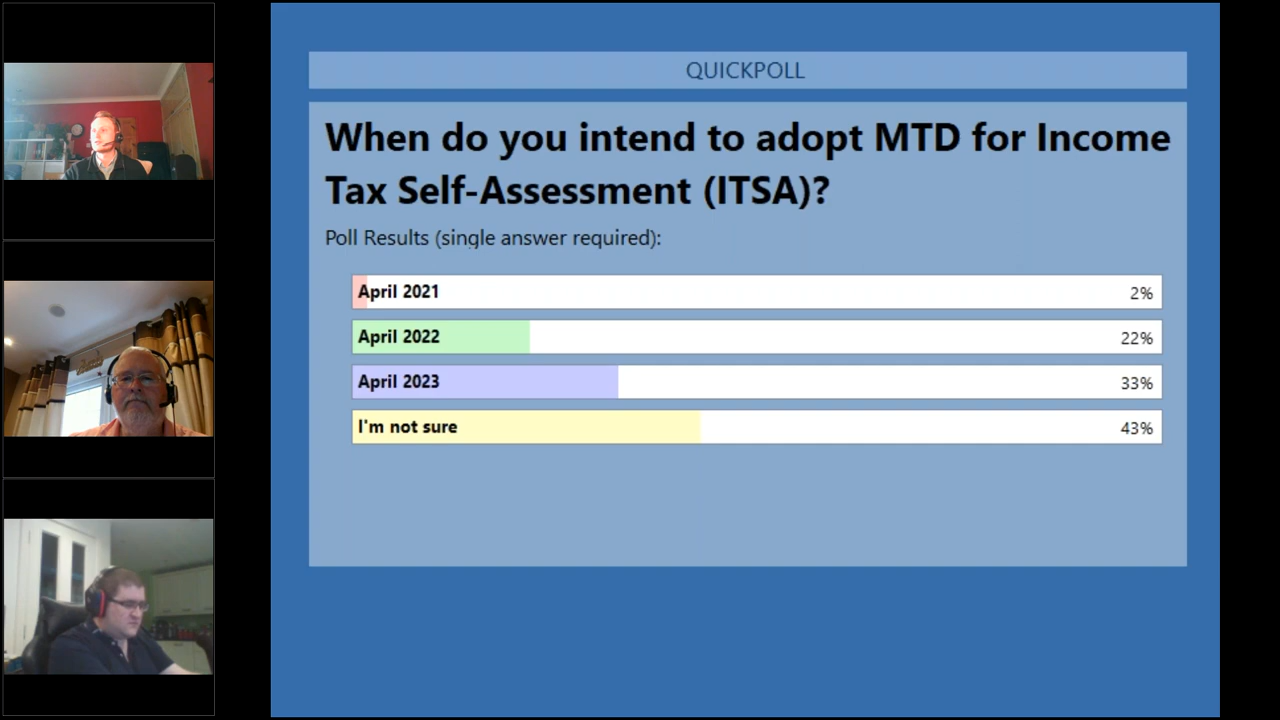 QUICKPOLL
When do you intend to adopt MTD for Income
Tax Self-Assessment (ITSA)?
Poll Results (single answer required):
April 2021 2%
April 2022 22%
April 2023 33%
I'm not sure 43%